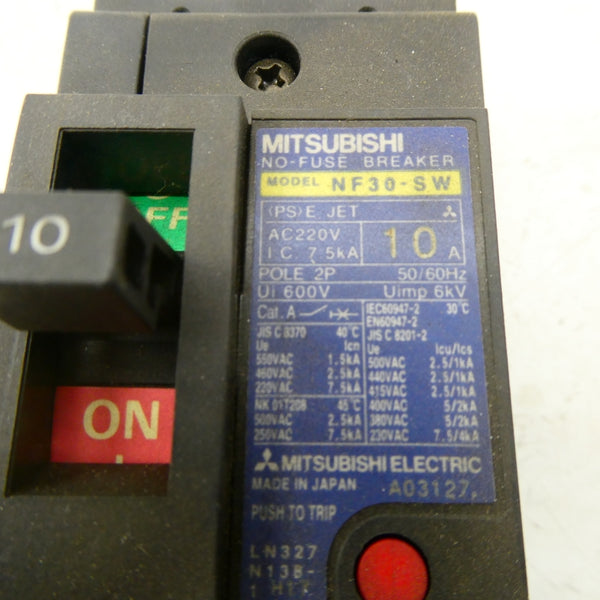 10
ON
MITSUBISHI
NO-FUSE BREAKER
MODEL NF30-SW
<PS>E JET
AC220V
I.C. 7.5kA
10 A
POLE 2P 50/60Hz
Ui 600V Uimp 6kV
Cat. A
JIS C 8370 40°C
Ue Icn
550VAC 1.5kA
460VAC 2.5kA
220VAC 7.5kA
NK 01T208 45°C
500VAC 2.5kA
250VAC 7.5kA
IEC60947-2 30°C
EN60947-2
JIS C 8201-2
Ue Icu/Ics
500VAC 2.5/1kA
440VAC 2.5/1kA
415VAC 2.5/1kA
400VAC 5/2kA
380VAC 5/2kA
230VAC 7.5/4kA
MITSUBISHI ELECTRIC
MADE IN JAPAN A03127
PUSH TO TRIP
LN327
N13B-
1 H17